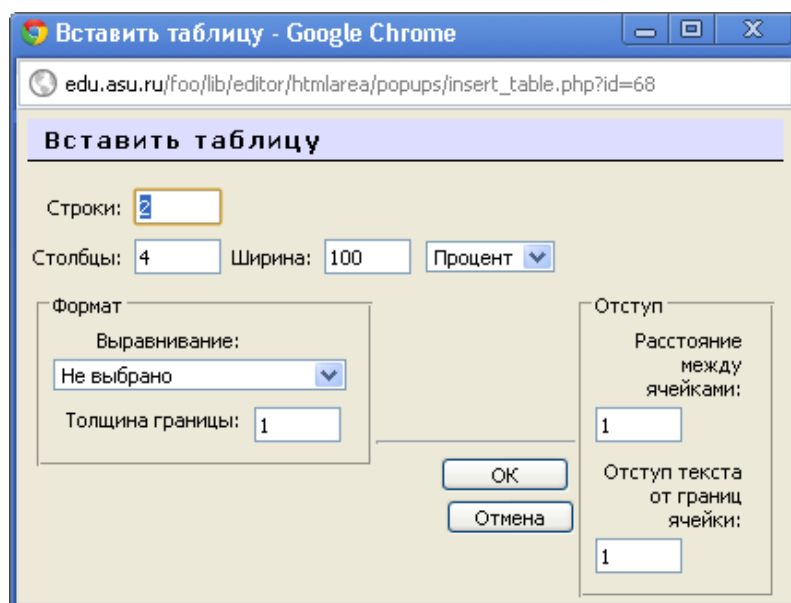 Вставить таблицу - Google Chrome
edu.asu.ru/foo/lib/editor/htmlarea/popups/insert_table.php?id=68
Вставить таблицу
Строки: 2
Столбцы: 4 Ширина: 100 Процент
Формат
Выравнивание:
Не выбрано
Толщина границы: 1
OK
Отмена
Отступ
Расстояние
между
ячейками:
1
Отступ текста
от границ
ячейки:
1